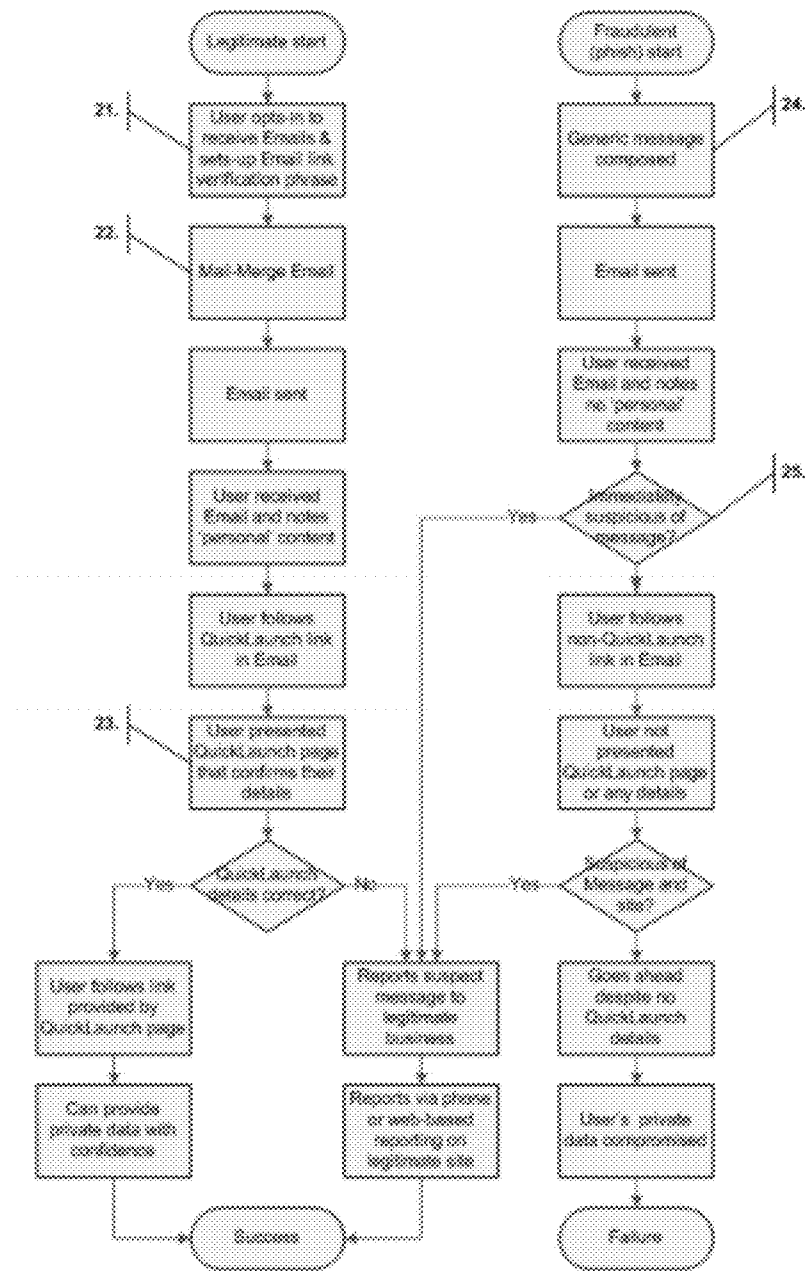 Legitimate start
21.
User opts-in to
receive Emails &
sets-up Email link
verification phrase
22.
Mail-Merge Email
Email sent
User received
Email and notes
'personal' content
User follows
QuickLaunch link
in Email
23.
User presented
QuickLaunch page
that confirms their
details
QuickLaunch
details correct?
Yes
No
User follows link
provided by
QuickLaunch page
Can provide
private data with
confidence
Reports suspect
message to
legitimate
business
Reports via phone
or web-based
reporting on
legitimate site
Success
Fraudulent
(phish) start
24.
Generic message
composed
Email sent
User received
Email and notes
no 'personal'
content
25.
Immediately
suspicious of
message?
Yes
User follows
non-QuickLaunch
link in Email
User not
presented
QuickLaunch page
or any details
Suspicious of
Message and
site?
Yes
Goes ahead
despite no
QuickLaunch
details
User's private
data compromised
Failure